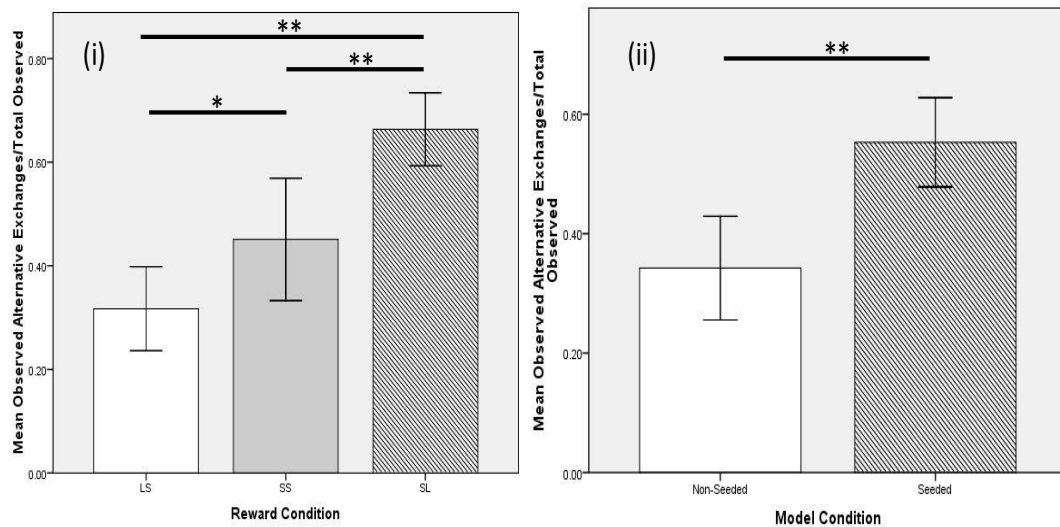 (i)
**
**
*
Mean Observed Alternative Exchanges/Total Observed
0.80
0.60
0.40
0.20
0.00
LS
SS
SL
Reward Condition
(ii)
**
Mean Observed Alternative Exchanges/Total
Observed
0.60
0.40
0.20
0.00
Non-Seeded
Seeded
Model Condition